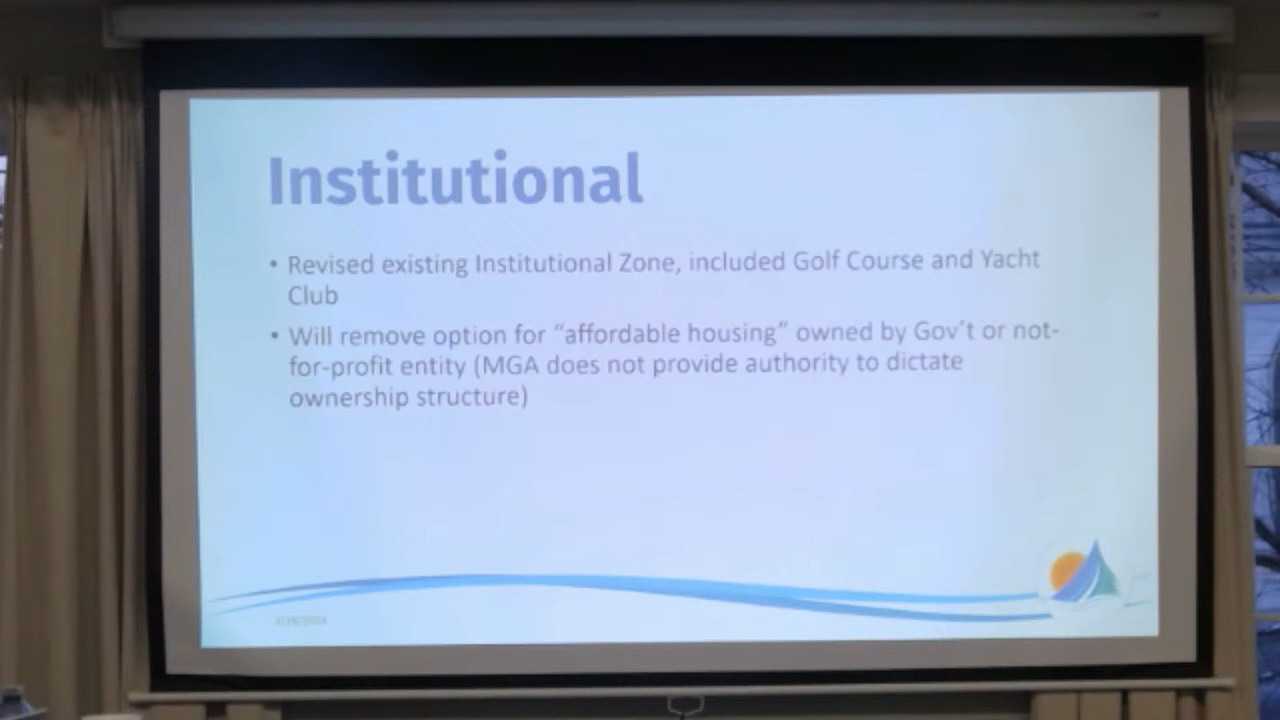 Institutional
• Revised existing Institutional Zone, included Golf Course and Yacht
Club
• Will remove option for “affordable housing” owned by Gov’t or not-
for-profit entity (MGA does not provide authority to dictate
ownership structure)